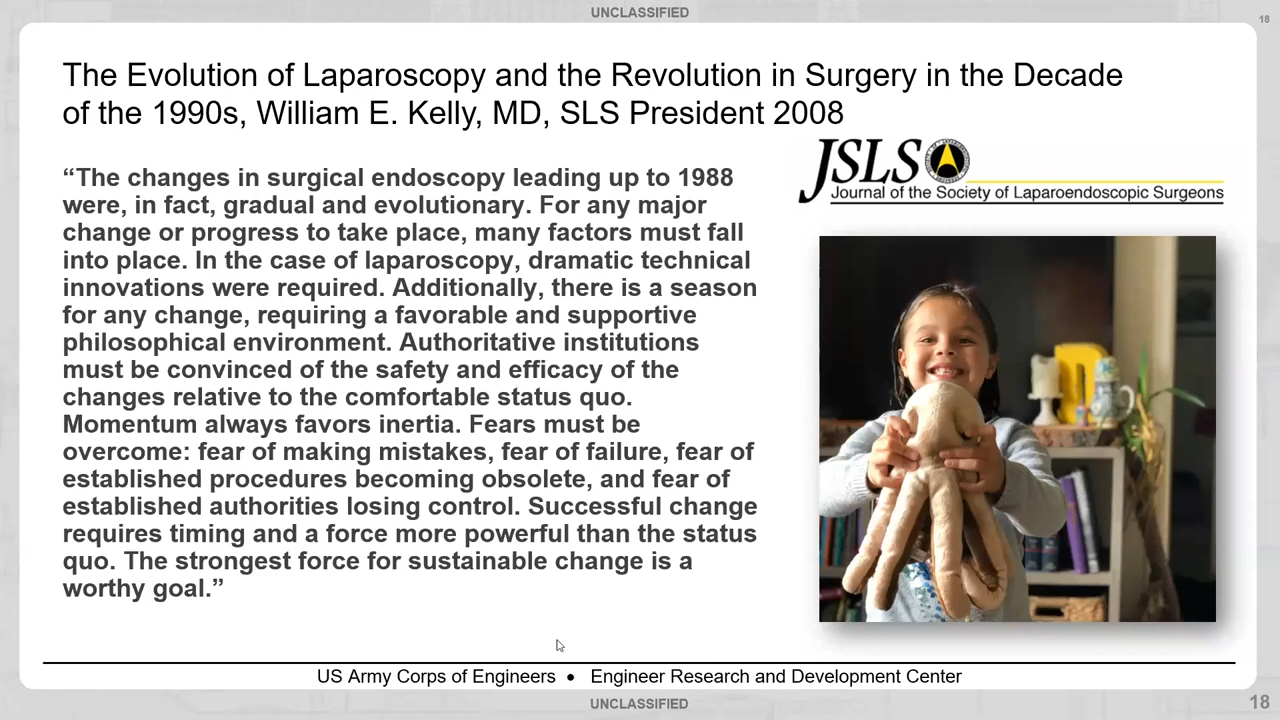 UNCLASSIFIED
18
The Evolution of Laparoscopy and the Revolution in Surgery in the Decade
of the 1990s, William E. Kelly, MD, SLS President 2008
JSLS
Journal of the Society of Laparoendoscopic Surgeons
“The changes in surgical endoscopy leading up to 1988
were, in fact, gradual and evolutionary. For any major
change or progress to take place, many factors must fall
into place. In the case of laparoscopy, dramatic technical
innovations were required. Additionally, there is a season
for any change, requiring a favorable and supportive
philosophical environment. Authoritative institutions
must be convinced of the safety and efficacy of the
changes relative to the comfortable status quo.
Momentum always favors inertia. Fears must be
overcome: fear of making mistakes, fear of failure, fear of
established procedures becoming obsolete, and fear of
established authorities losing control. Successful change
requires timing and a force more powerful than the status
quo. The strongest force for sustainable change is a
worthy goal.”
US Army Corps of Engineers • Engineer Research and Development Center
UNCLASSIFIED
18